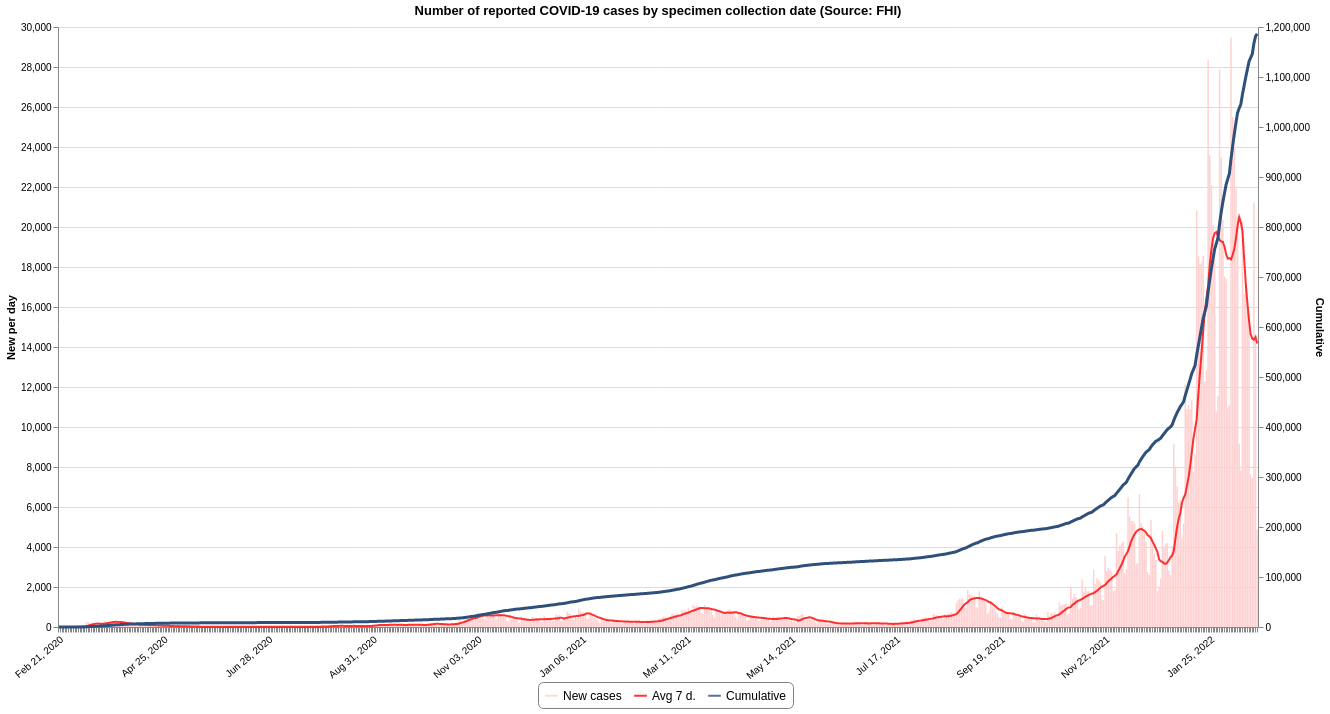 Number of reported COVID-19 cases by specimen collection date (Source: FHI)
30,000
28,000
26,000
24,000
22,000
20,000
18,000
16,000
14,000
12,000
10,000
8,000
6,000
4,000
2,000
0
New per day
1,200,000
1,100,000
1,000,000
900,000
800,000
700,000
600,000
500,000
400,000
300,000
200,000
100,000
0
Cumulative
Feb 21, 2020
Apr 25, 2020
Jun 28, 2020
Aug 31, 2020
Nov 03, 2020
Jan 06, 2021
Mar 11, 2021
May 14, 2021
Jul 17, 2021
Sep 19, 2021
Nov 22, 2021
Jan 25, 2022
New cases Avg 7 d. Cumulative